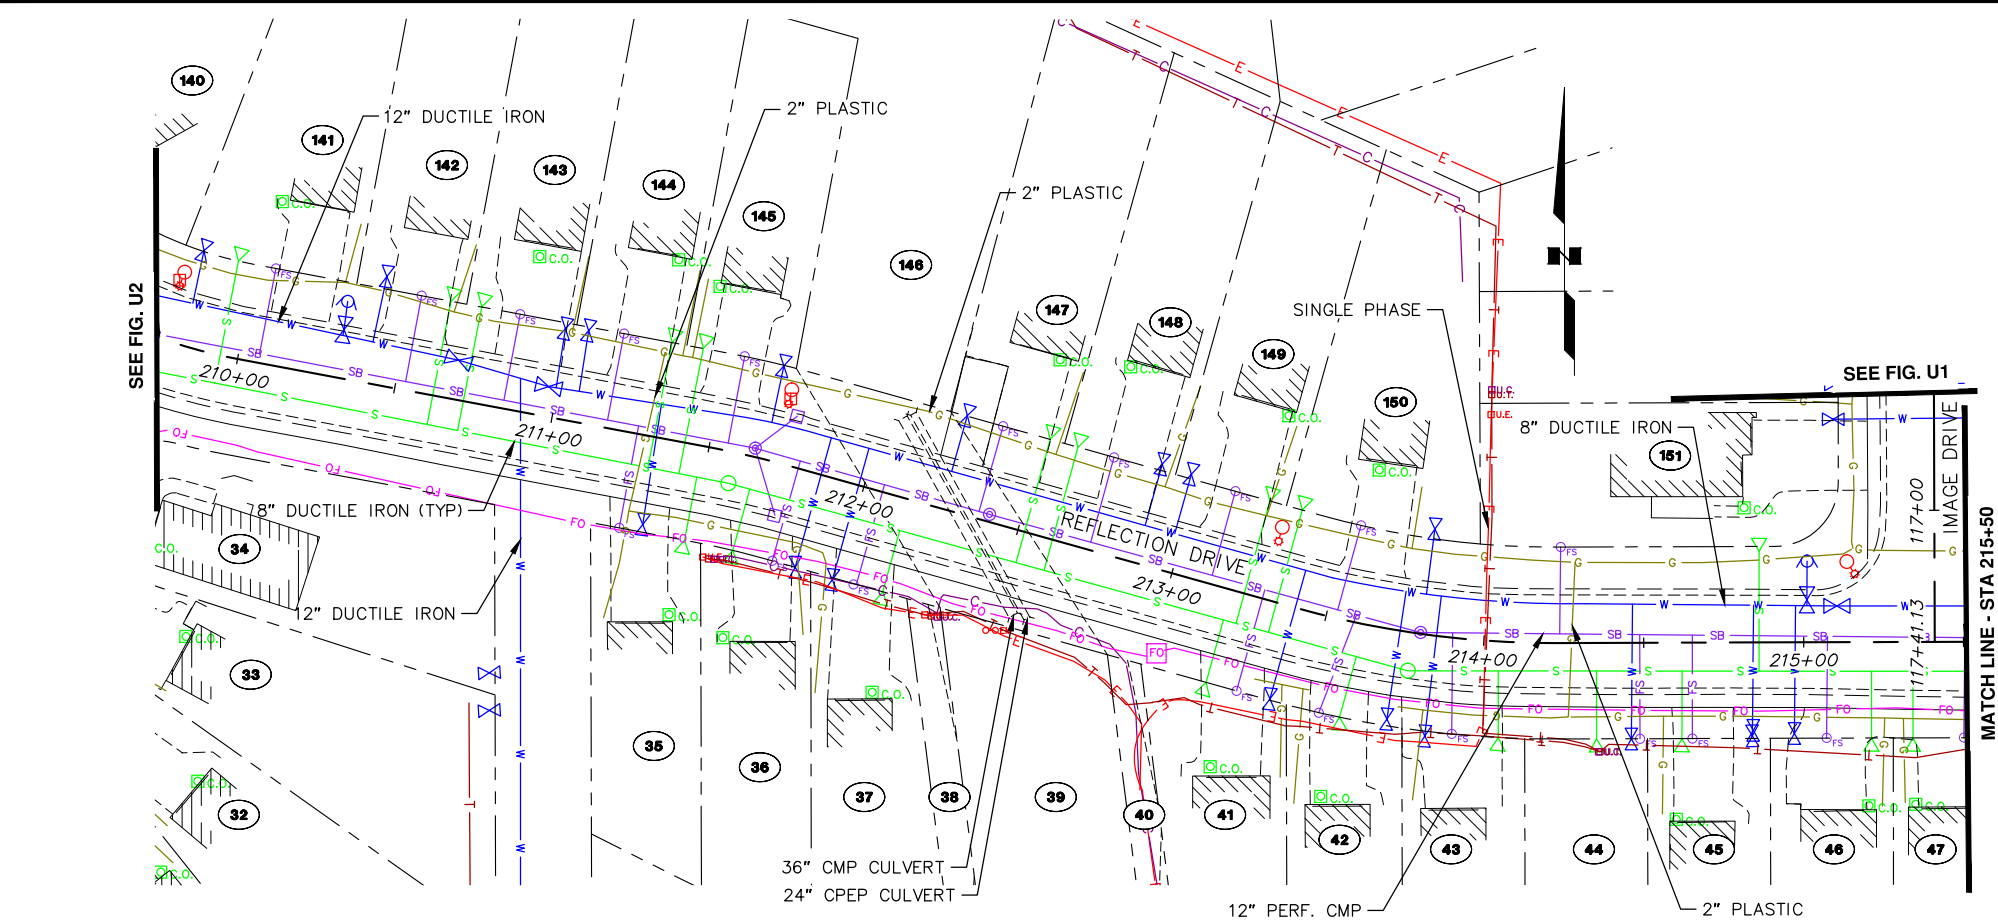 140
141
12" DUCTILE IRON
142
143
144
145
2" PLASTIC
146
2" PLASTIC
147
148
149
150
SINGLE PHASE
SEE FIG. U1
SEE FIG. U2
8" DUCTILE IRON
151
IMAGE DRIVE
117+00
117+41.13
MATCH LINE - STA 215+50
210+00
211+00
212+00
REFLECTION DRIVE
213+00
214+00
215+00
8" DUCTILE IRON (TYP)
12" DUCTILE IRON
34
33
32
35
36
37
38
39
40
41
42
43
44
45
46
47
36" CMP CULVERT
24" CPEP CULVERT
12" PERF. CMP
2" PLASTIC
N
C.O.
FS
SB
FO
U.C.
U.E.
W
S
G
E
T
C